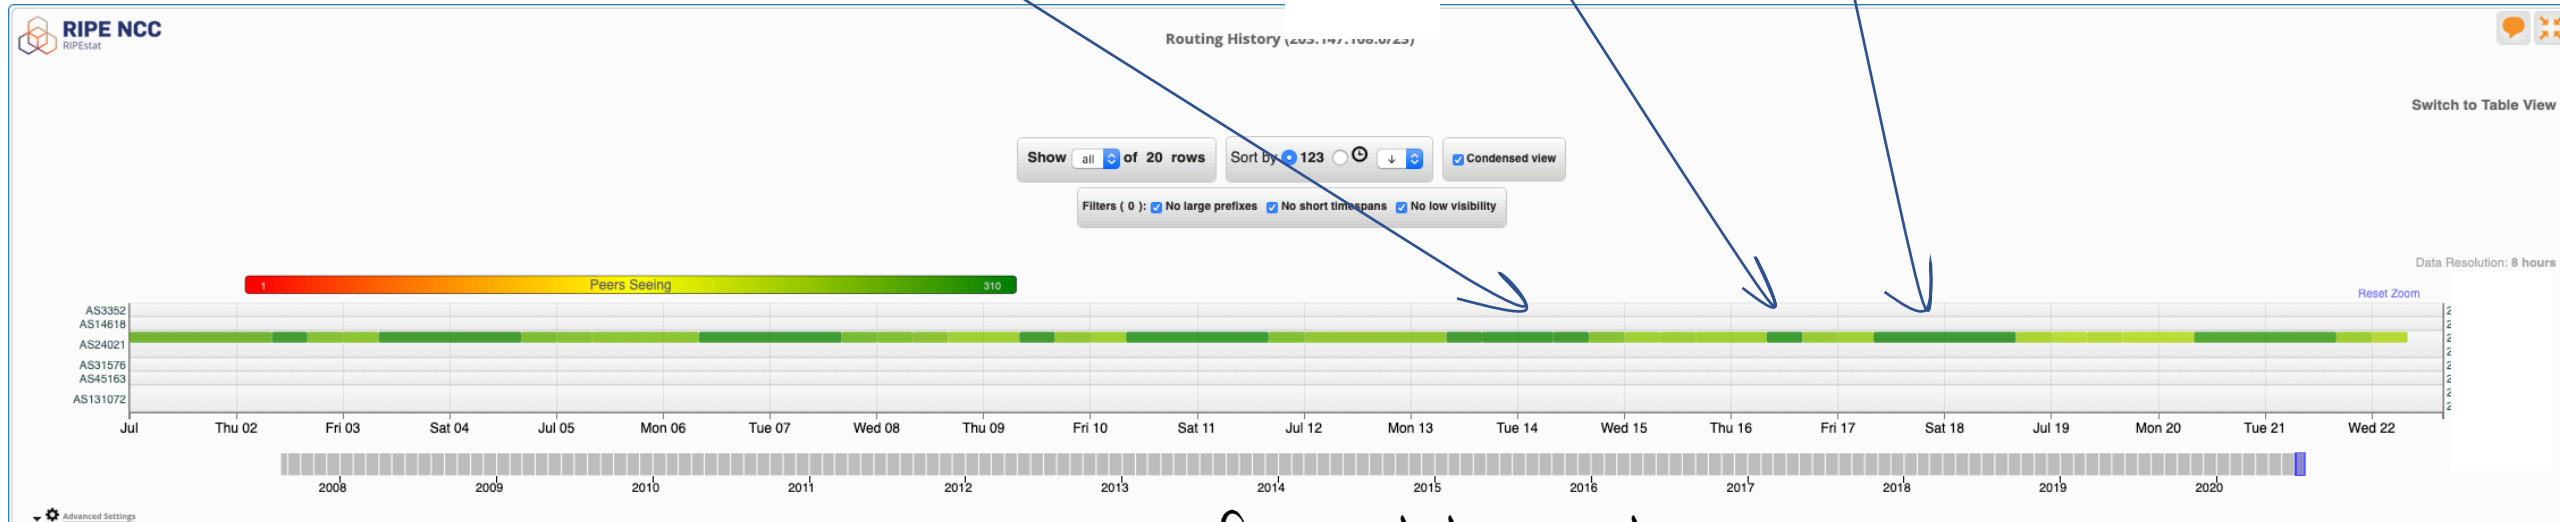 RIPE NCC
RIPEstat
Routing History (203.147.108.0/23)
Switch to Table View
Show all of 20 rows Sort by 123 ↓ Condensed view
Filters ( 0 ): No large prefixes No short timespans No low visibility
Data Resolution: 8 hours
1 Peers Seeing 310
Reset Zoom
AS3352
AS14618
AS24021
AS31576
AS45163
AS131072
Jul Thu 02 Fri 03 Sat 04 Jul 05 Mon 06 Tue 07 Wed 08 Thu 09 Fri 10 Sat 11 Jul 12 Mon 13 Tue 14 Wed 15 Thu 16 Fri 17 Sat 18 Jul 19 Mon 20 Tue 21 Wed 22
2008 2009 2010 2011 2012 2013 2014 2015 2016 2017 2018 2019 2020
Advanced Settings